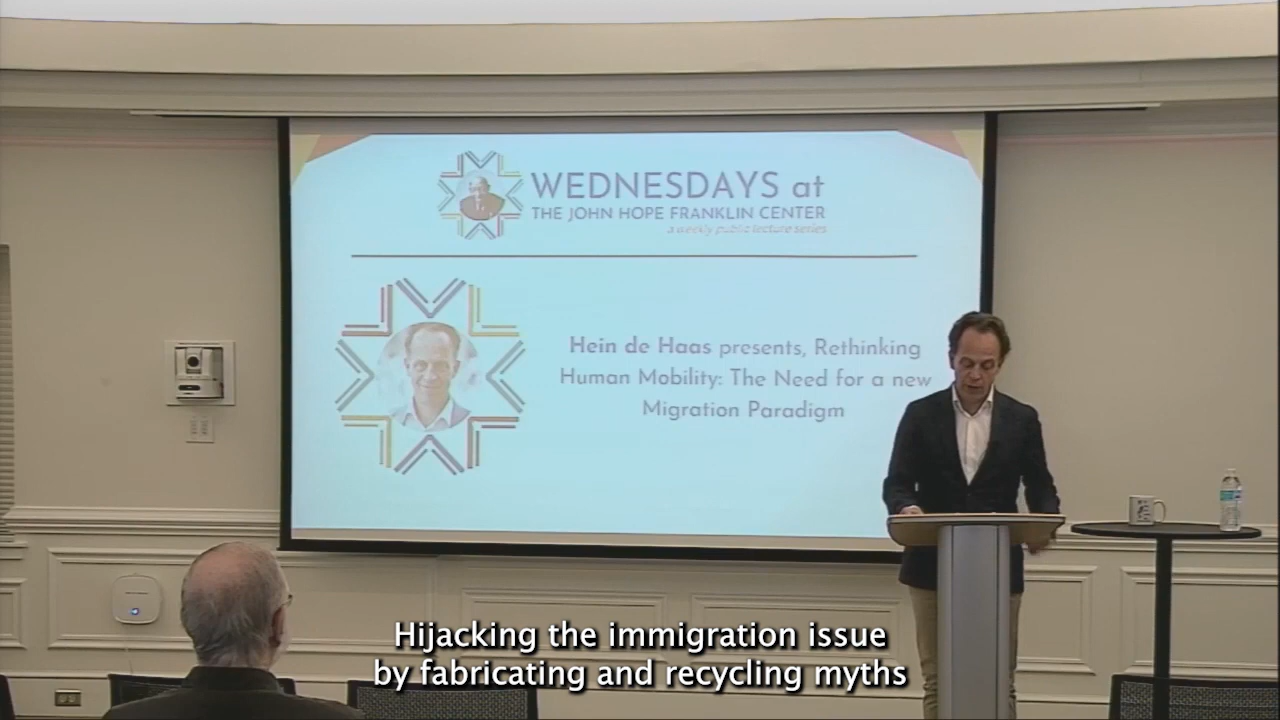 WEDNESDAYS at
THE JOHN HOPE FRANKLIN CENTER
a weekly public lecture series
Hein de Haas presents, Rethinking
Human Mobility: The Need for a new
Migration Paradigm
Hijacking the immigration issue
by fabricating and recycling myths